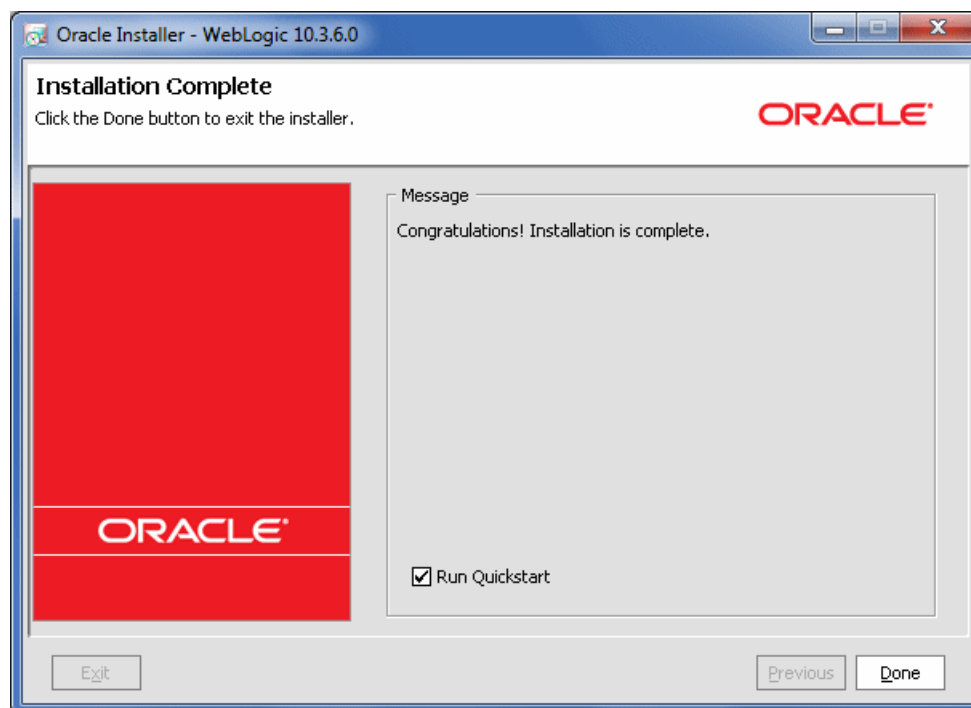 Oracle Installer - WebLogic 10.3.6.0
Installation Complete
Click the Done button to exit the installer.
ORACLE
Message
Congratulations! Installation is complete.
ORACLE
Run Quickstart
Exit
Previous
Done